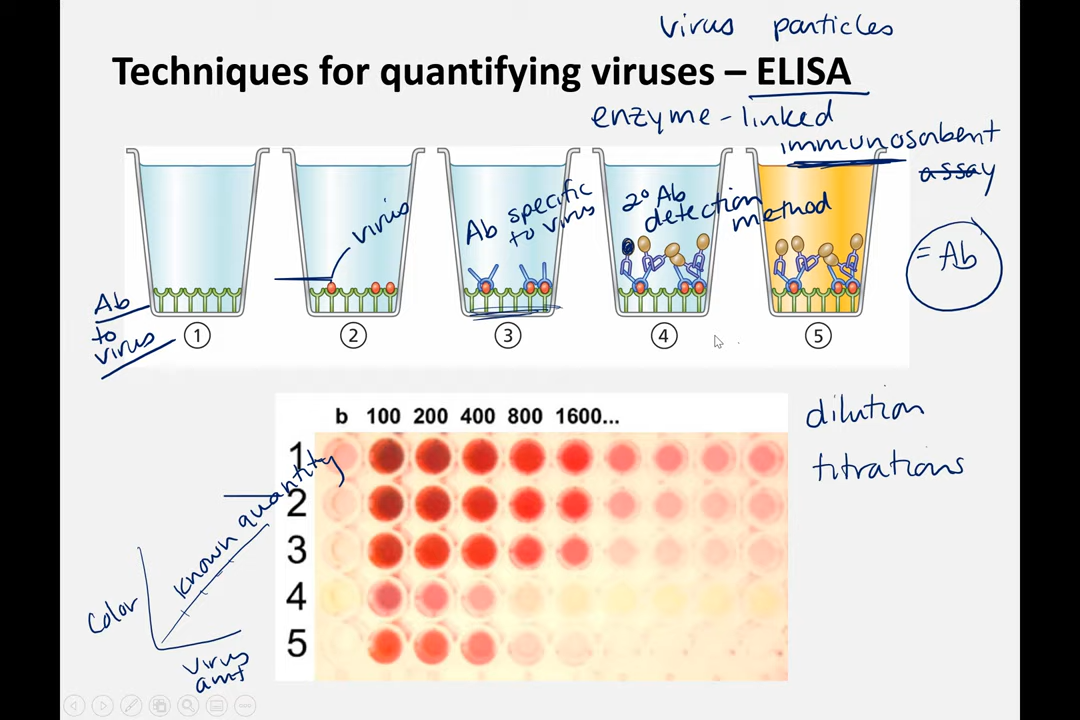 virus particles
Techniques for quantifying viruses – ELISA
enzyme-linked
immunosorbent
assay
virus
Ab specific
to virus
2° Ab
detection
method
= Ab
Ab
to
virus
1 2 3 4 5
b 100 200 400 800 1600...
1
2
3
4
5
dilution
titrations
known quantity
Color
virus
amt